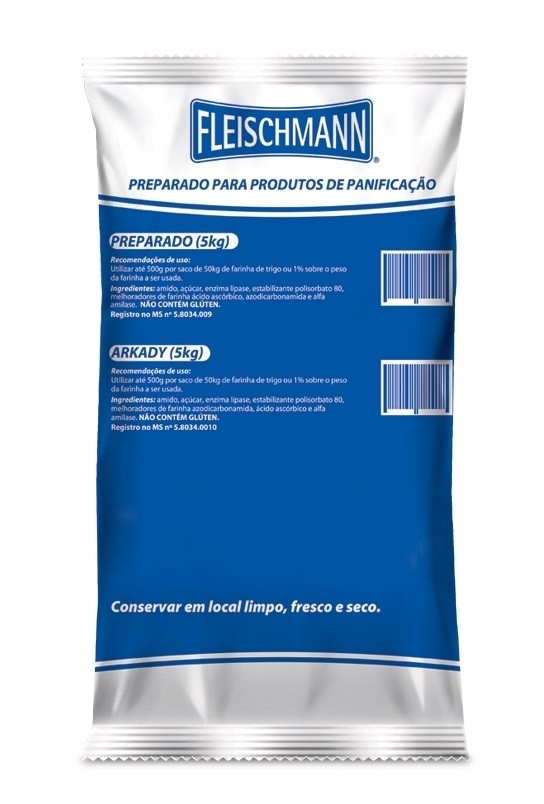 FLEISCHMANN®
PREPARADO PARA PRODUTOS DE PANIFICAÇÃO
PREPARADO (5kg)
Recomendações de uso:
Utilizar até 500g por saco de 50kg de farinha de trigo ou 1% sobre o peso
da farinha a ser usada.
Ingredientes: amido, açúcar, enzima lipase, estabilizante polisorbato 80,
melhoradores de farinha ácido ascórbico, azodicarbonamida e alfa
amilase. NÃO CONTÉM GLÚTEN.
Registro no MS nº 5.8034.009
ARKADY (5kg)
Recomendações de uso:
Utilizar até 500g por saco de 50kg de farinha de trigo ou 1% sobre o peso
da farinha a ser usada.
Ingredientes: amido, açúcar, enzima lipase, estabilizante polisorbato 80,
melhoradores de farinha azodicarbonamida, ácido ascórbico e alfa
amilase. NÃO CONTÉM GLÚTEN.
Registro no MS nº 5.8034.0010
Conservar em local limpo, fresco e seco.